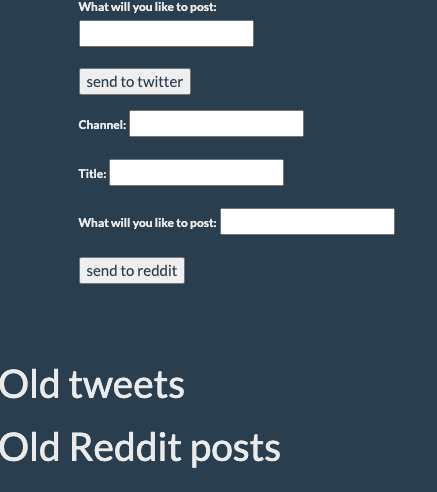 What will you like to post:
send to twitter
Channel:
Title:
What will you like to post:
send to reddit
Old tweets
Old Reddit posts